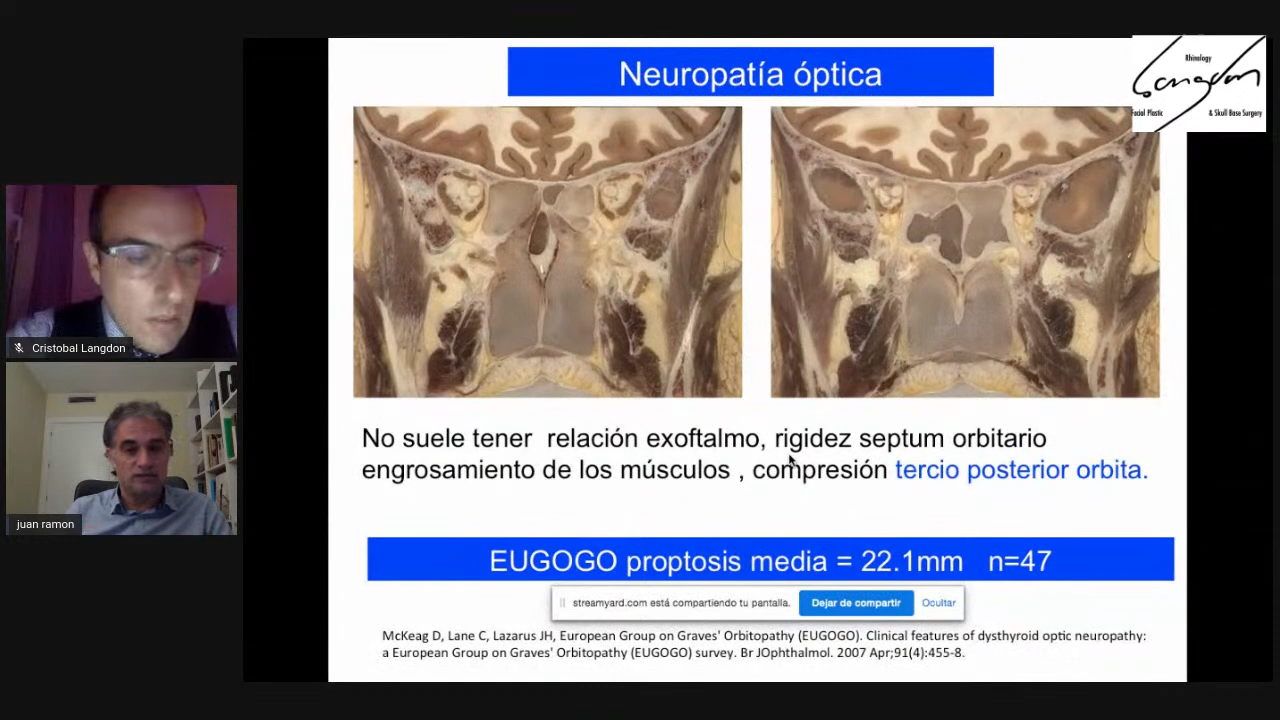 Neuropatía óptica
Rhinology
Langdon
Facial Plastic & Skull Base Surgery
Cristobal Langdon
juan ramon
No suele tener relación exoftalmo, rigidez septum orbitario
engrosamiento de los músculos , compresión tercio posterior orbita.
EUGOGO proptosis media = 22.1mm n=47
streamyard.com está compartiendo tu pantalla. Dejar de compartir Ocultar
McKeag D, Lane C, Lazarus JH, European Group on Graves' Orbitopathy (EUGOGO). Clinical features of dysthyroid optic neuropathy:
a European Group on Graves' Orbitopathy (EUGOGO) survey. Br JOphthalmol. 2007 Apr;91(4):455-8.